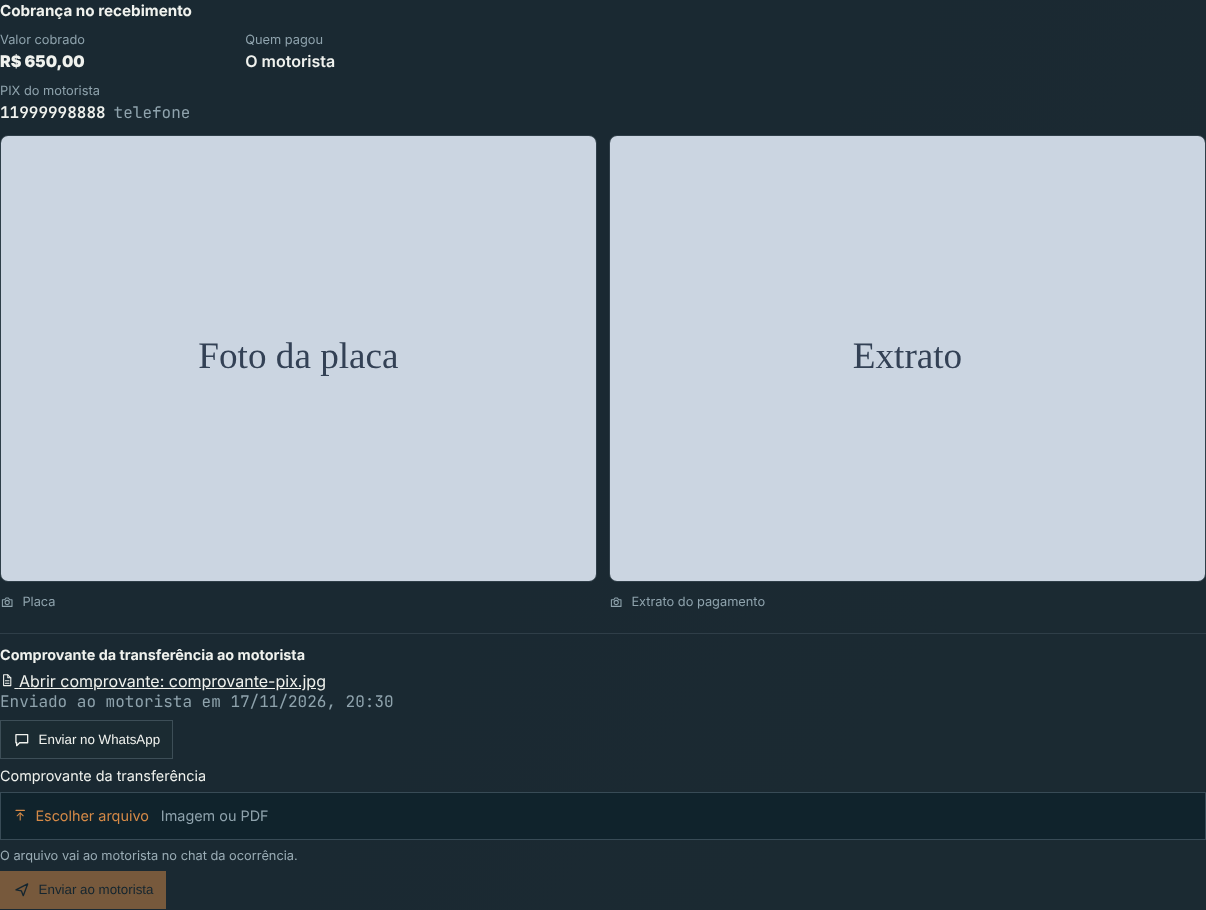 Cobrança no recebimento
Valor cobrado
Quem pagou
R$ 650,00
O motorista
PIX do motorista
11999998888 telefone
Foto da placa
Extrato
Placa
Extrato do pagamento
Comprovante da transferência ao motorista
Abrir comprovante: comprovante-pix.jpg
Enviado ao motorista em 17/11/2026, 20:30
Enviar no WhatsApp
Comprovante da transferência
Escolher arquivo Imagem ou PDF
O arquivo vai ao motorista no chat da ocorrência.
Enviar ao motorista